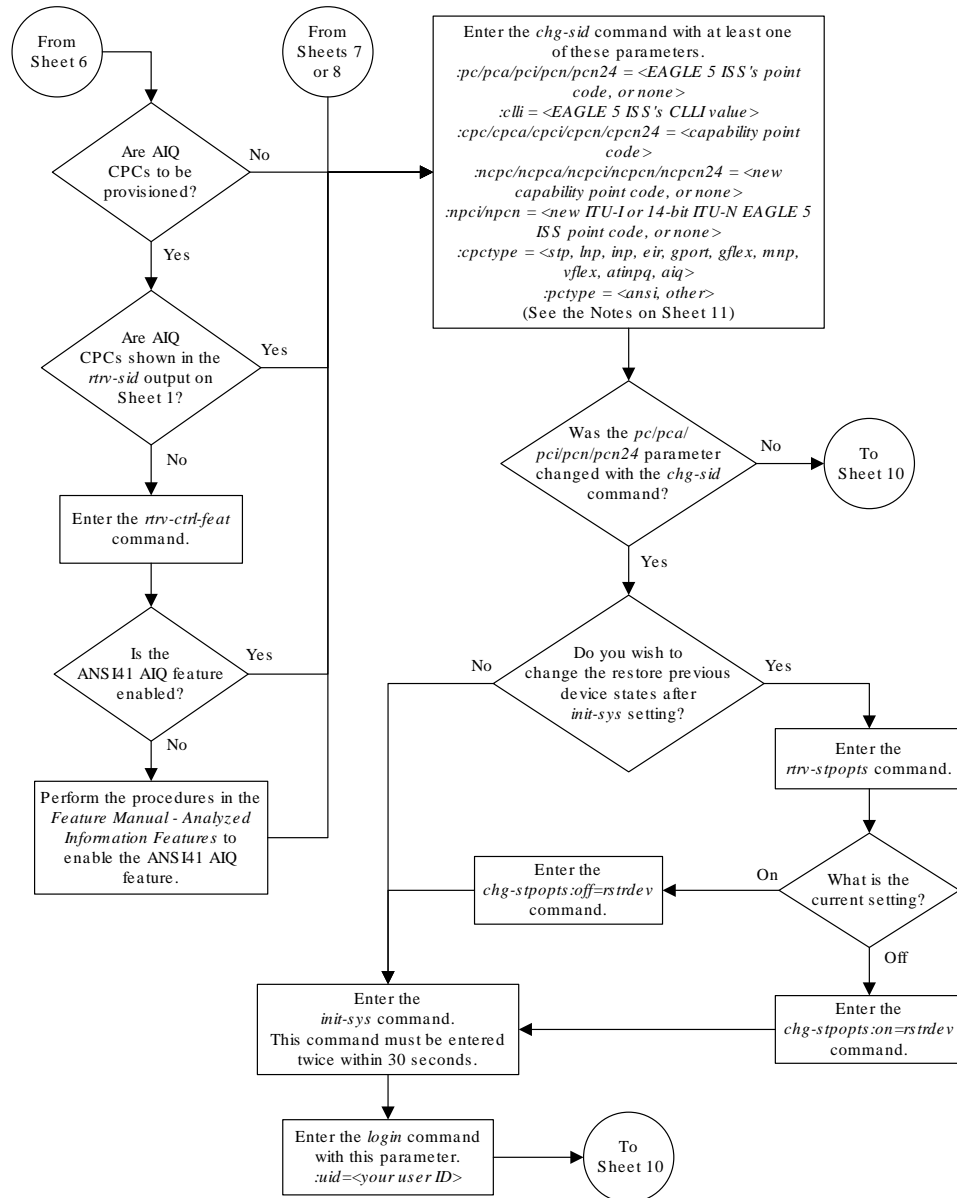 From
Sheet 6
From
Sheets 7
or 8
Are AIQ
CPCs to be
provisioned?
No
Yes
Are AIQ
CPCs shown in the
rtrv-sid output on
Sheet 1?
Yes
No
Enter the rtrv-ctrl-feat
command.
Is the
ANSI41 AIQ feature
enabled?
Yes
No
Perform the procedures in the
Feature Manual - Analyzed
Information Features to
enable the ANSI41 AIQ
feature.
Enter the chg-sid command with at least one
of these parameters.
:pc/pca/pci/pcn/pcn24 = <EAGLE 5 ISS's point
code, or none>
:clli = <EAGLE 5 ISS's CLLI value>
:cpc/cpca/cpci/cpcn/cpcn24 = <capability point
code>
:ncpc/ncpca/ncpci/ncpcn/ncpcn24 = <new
capability point code, or none>
:npci/npcn = <new ITU-I or 14-bit ITU-N EAGLE 5
ISS point code, or none>
:cpctype = <stp, lnp, inp, eir, gport, gflex, mnp,
vflex, atinpq, aiq>
:pctype = <ansi, other>
(See the Notes on Sheet 11)
Was the pc/pca/
pci/pcn/pcn24 parameter
changed with the chg-sid
command?
No
To
Sheet 10
Yes
Do you wish to
change the restore previous
device states after
init-sys setting?
No
Yes
Enter the
rtrv-stpopts command.
What is the
current setting?
On
Enter the
chg-stpopts:off=rstrdev
command.
Off
Enter the
chg-stpopts:on=rstrdev
command.
Enter the
init-sys command.
This command must be entered
twice within 30 seconds.
Enter the login command
with this parameter.
:uid=<your user ID>
To
Sheet 10